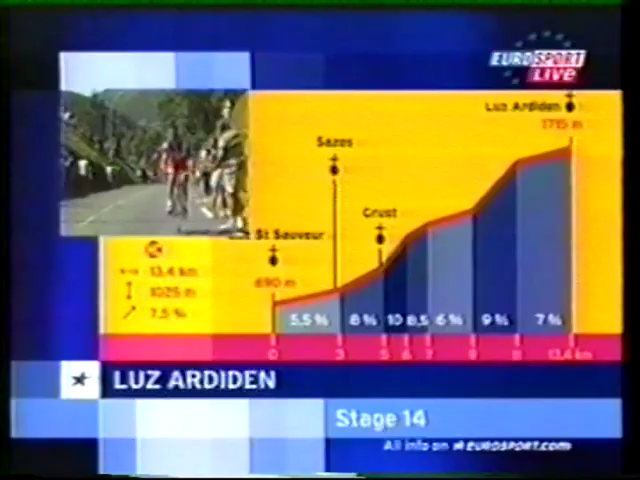 EUROSPORT
LIVE
Luz Ardiden
1715 m
Sazos
Grust
St Sauveur
690 m
13,4 km
1025 m
7,5 %
5,5 % 8 % 10 8,5 6 % 9 % 7 %
0 3 5 6 7 9 13,4 km
LUZ ARDIDEN
Stage 14
All info on EUROSPORT.com